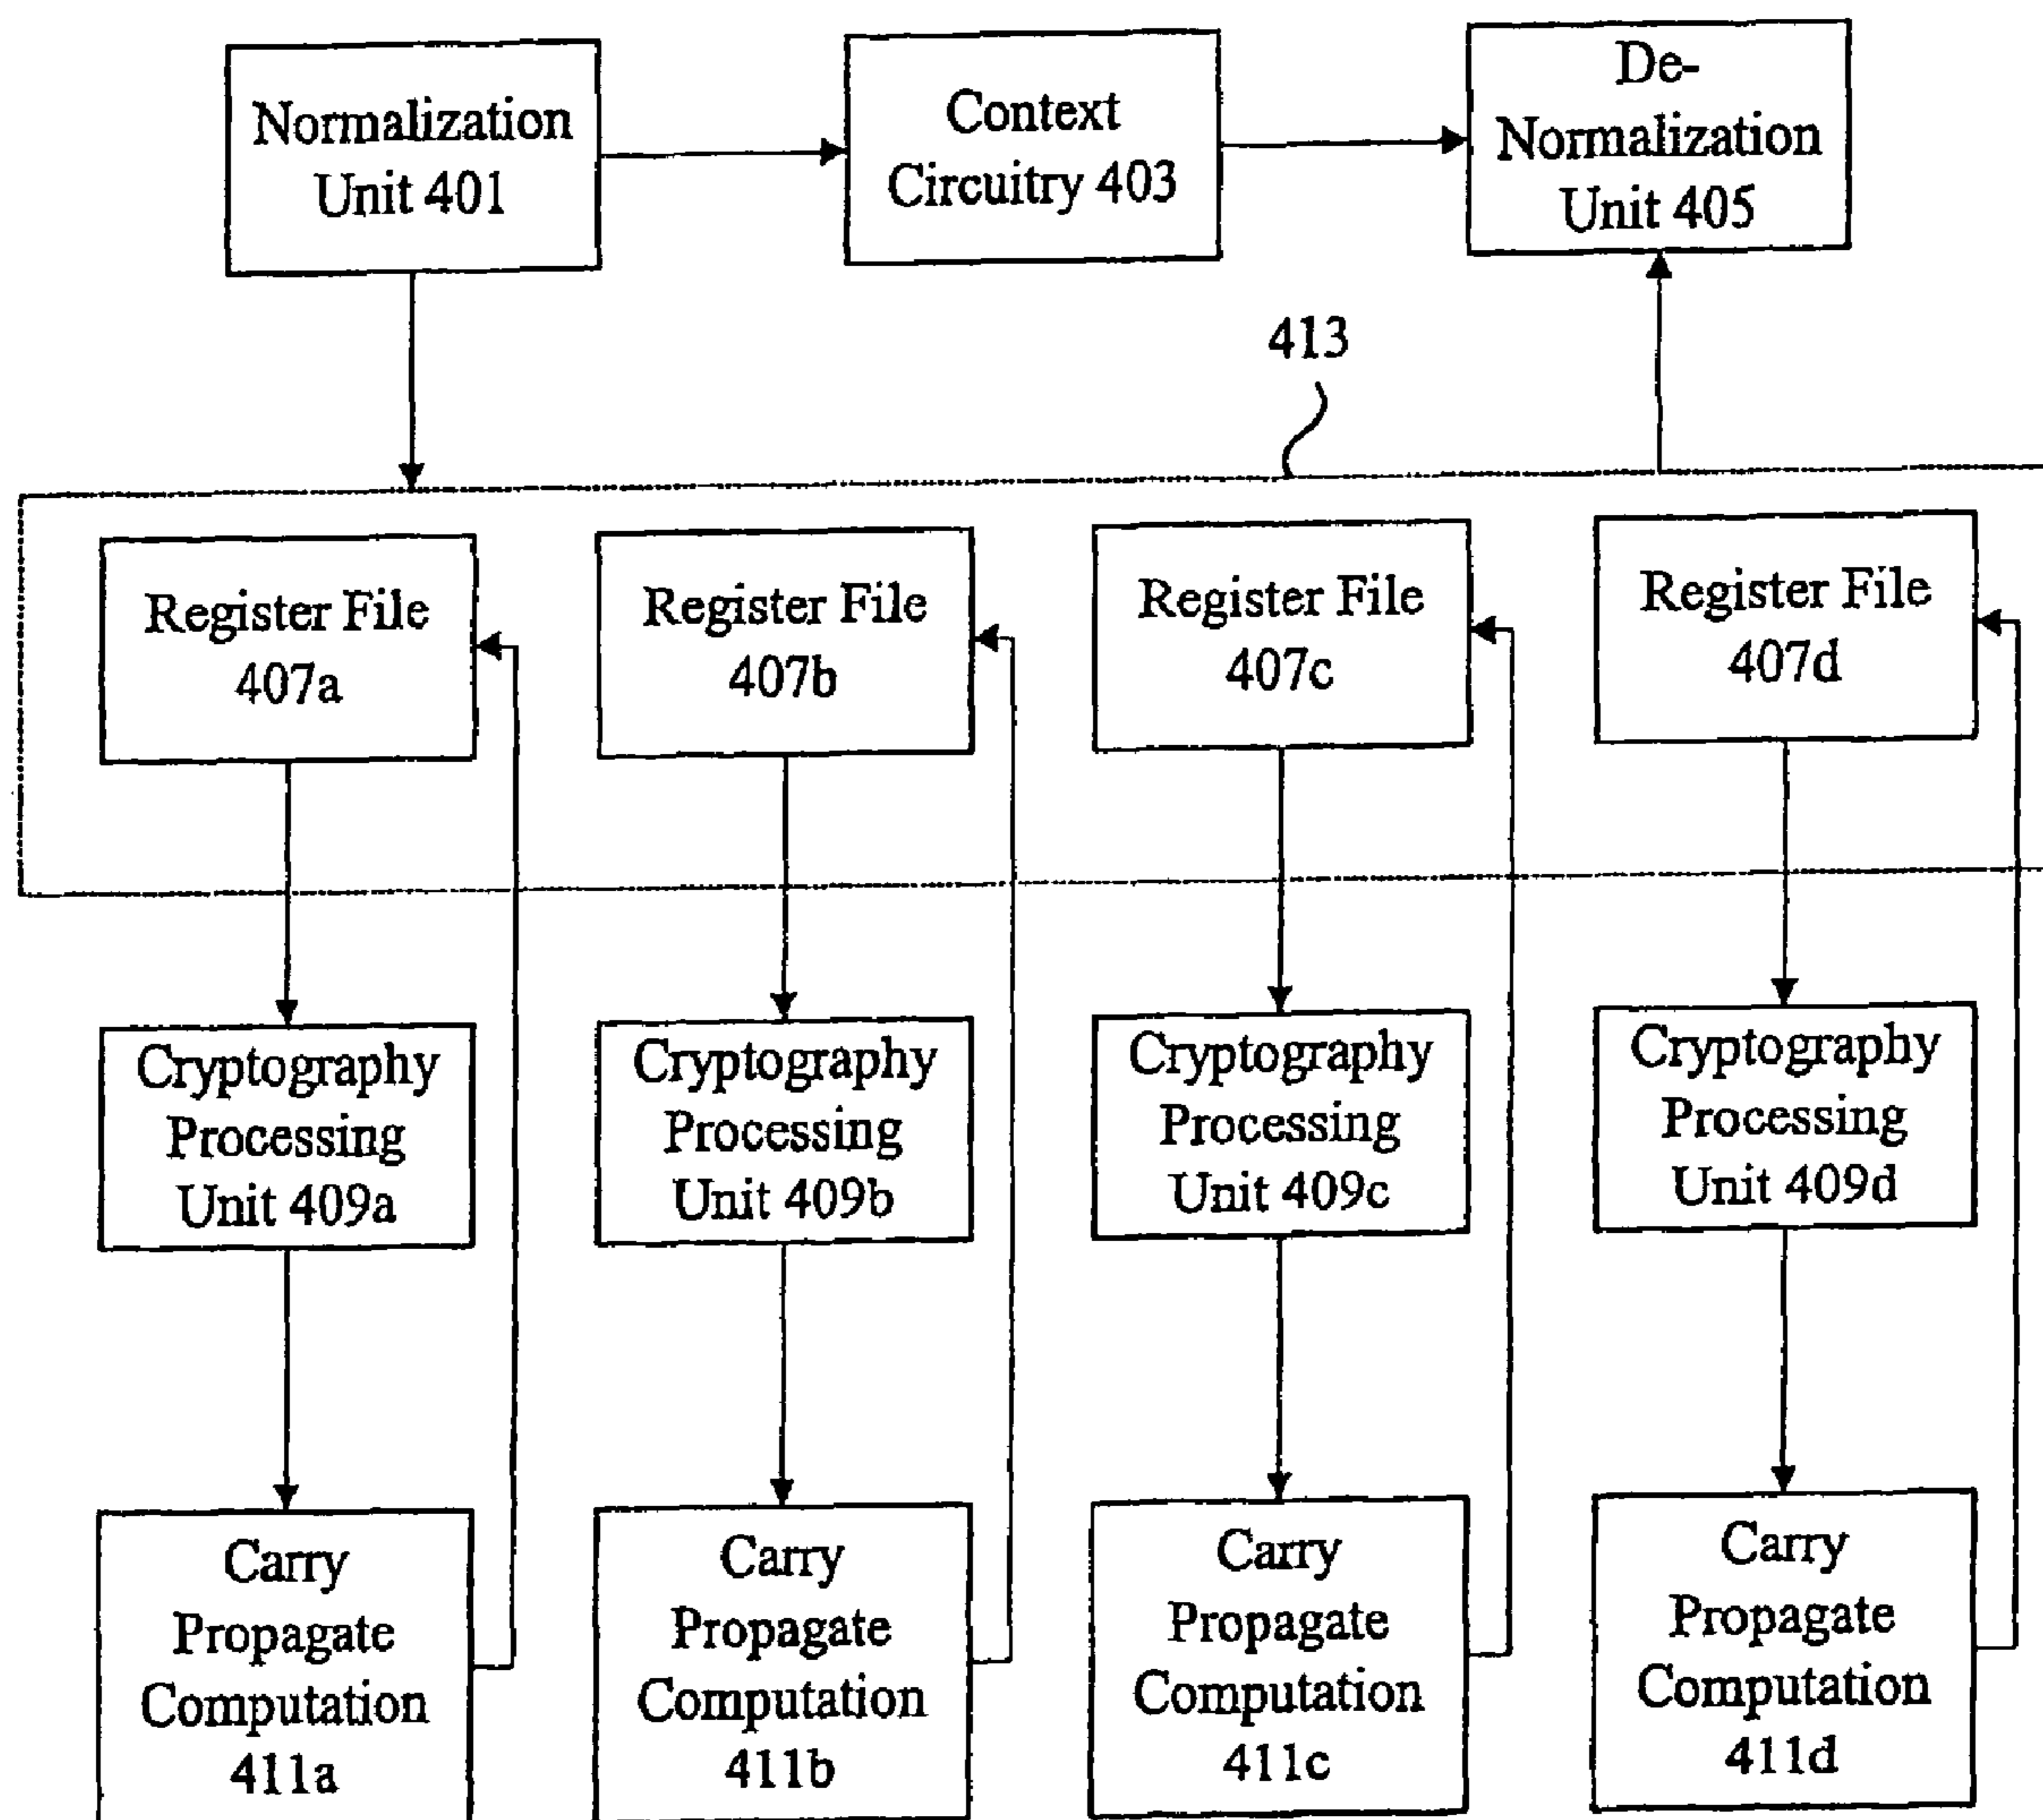 Normalization
Unit 401
Context
Circuitry 403
De-
Normalization
Unit 405
413
Register File
407a
Register File
407b
Register File
407c
Register File
407d
Cryptography
Processing
Unit 409a
Cryptography
Processing
Unit 409b
Cryptography
Processing
Unit 409c
Cryptography
Processing
Unit 409d
Carry
Propagate
Computation
411a
Carry
Propagate
Computation
411b
Carry
Propagate
Computation
411c
Carry
Propagate
Computation
411d